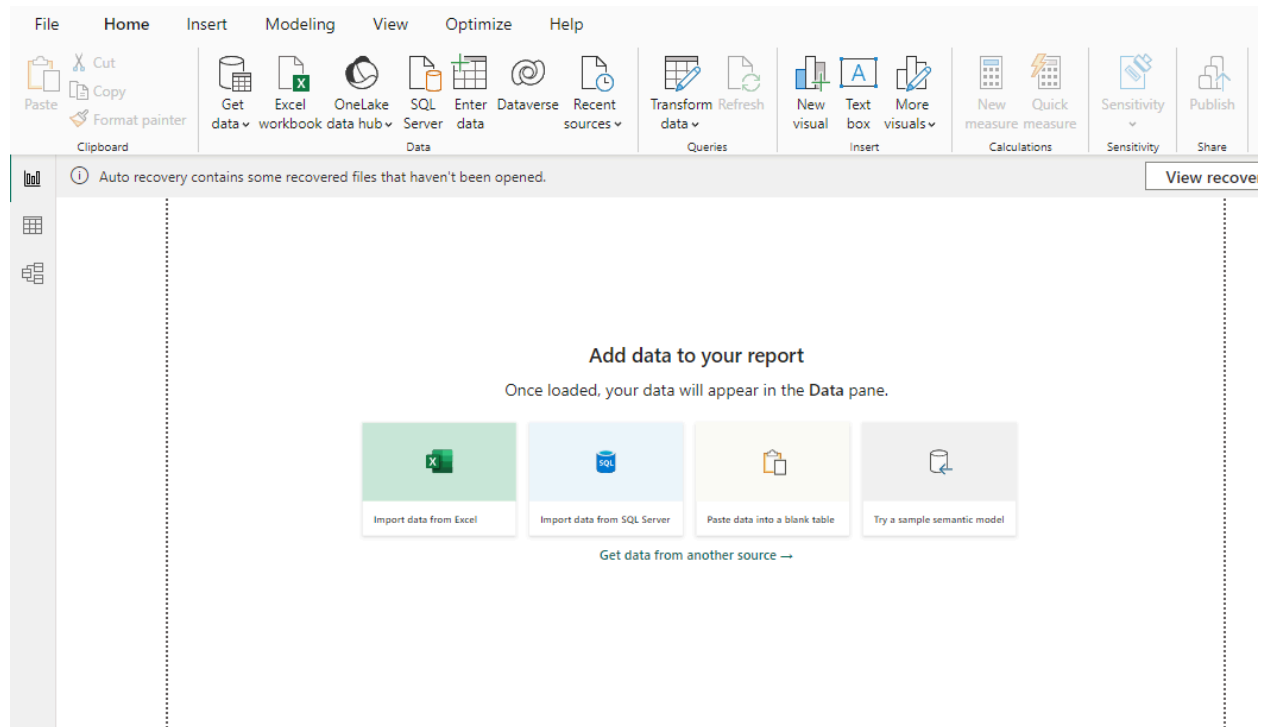 File Home Insert Modeling View Optimize Help
Paste
Cut
Copy
Format painter
Clipboard
Get data
Excel workbook
OneLake data hub
SQL Server
Enter data
Dataverse
Recent sources
Data
Transform data
Refresh
Queries
New visual
A
Text box
More visuals
Insert
New measure
Quick measure
Calculations
Sensitivity
Sensitivity
Publish
Share
Auto recovery contains some recovered files that haven't been opened.
View recove
Add data to your report
Once loaded, your data will appear in the Data pane.
Import data from Excel
SQL
Import data from SQL Server
Paste data into a blank table
Try a sample semantic model
Get data from another source →